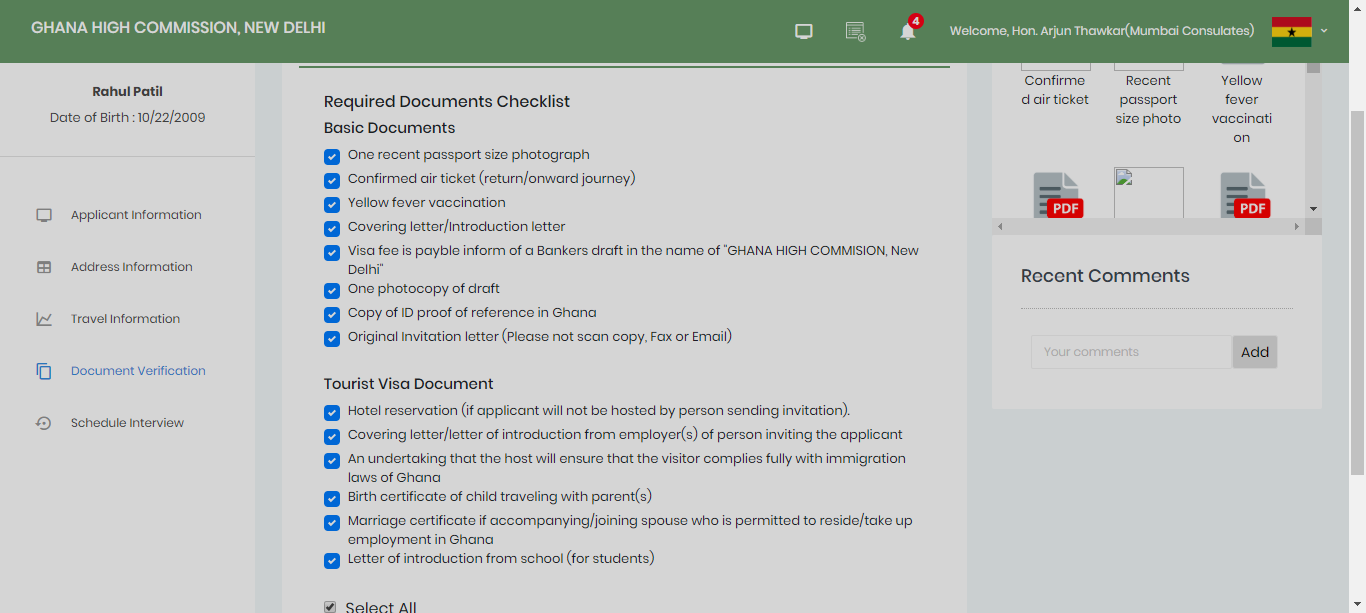 GHANA HIGH COMMISSION, NEW DELHI
4
Welcome, Hon. Arjun Thawkar(Mumbai Consulates)
Rahul Patil
Date of Birth : 10/22/2009
Applicant Information
Address Information
Travel Information
Document Verification
Schedule Interview
Required Documents Checklist
Basic Documents
One recent passport size photograph
Confirmed air ticket (return/onward journey)
Yellow fever vaccination
Covering letter/Introduction letter
Visa fee is payble inform of a Bankers draft in the name of "GHANA HIGH COMMISION, New
Delhi"
One photocopy of draft
Copy of ID proof of reference in Ghana
Original Invitation letter (Please not scan copy, Fax or Email)
Tourist Visa Document
Hotel reservation (if applicant will not be hosted by person sending invitation).
Covering letter/letter of introduction from employer(s) of person inviting the applicant
An undertaking that the host will ensure that the visitor complies fully with immigration
laws of Ghana
Birth certificate of child traveling with parent(s)
Marriage certificate if accompanying/joining spouse who is permitted to reside/take up
employment in Ghana
Letter of introduction from school (for students)
Select All
Confirme
d air ticket
Recent
passport
size photo
Yellow
fever
vaccinati
on
PDF
PDF
Recent Comments
Your comments
Add